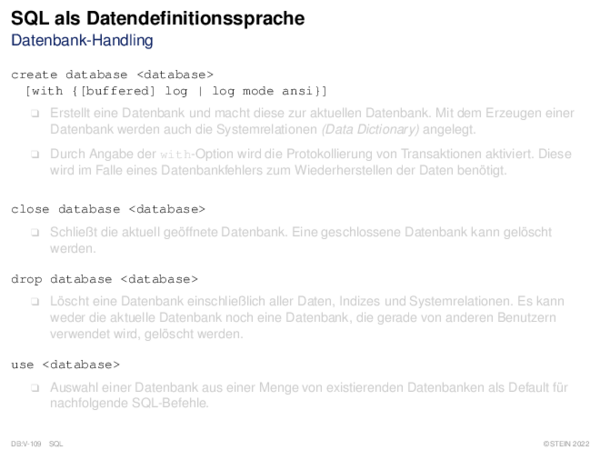 SQL als Datendefinitionssprache
Datenbank-Handling
create database <database>
[with {[buffered] log | log mode ansi}]
❑ Erstellt eine Datenbank und macht diese zur aktuellen Datenbank. Mit dem Erzeugen einer
Datenbank werden auch die Systemrelationen (Data Dictionary) angelegt.
❑ Durch Angabe der with-Option wird die Protokollierung von Transaktionen aktiviert. Diese
wird im Falle eines Datenbankfehlers zum Wiederherstellen der Daten benötigt.
close database <database>
❑ Schließt die aktuell geöffnete Datenbank. Eine geschlossene Datenbank kann gelöscht
werden.
drop database <database>
❑ Löscht eine Datenbank einschließlich aller Daten, Indizes und Systemrelationen. Es kann
weder die aktuelle Datenbank noch eine Datenbank, die gerade von anderen Benutzern
verwendet wird, gelöscht werden.
use <database>
❑ Auswahl einer Datenbank aus einer Menge von existierenden Datenbanken als Default für
nachfolgende SQL-Befehle.
DB:V-109 SQL ©STEIN 2022